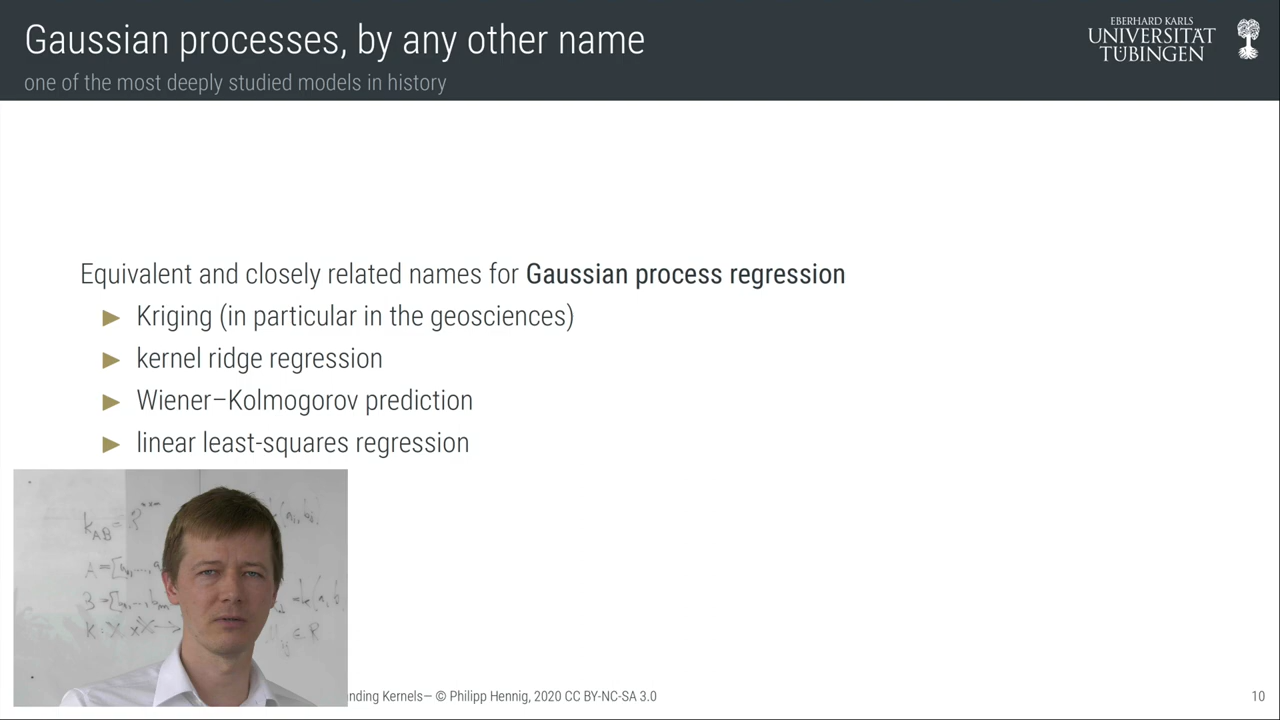 Gaussian processes, by any other name
one of the most deeply studied models in history
EBERHARD KARLS
UNIVERSITÄT
TÜBINGEN
Equivalent and closely related names for Gaussian process regression
▶ Kriging (in particular in the geosciences)
▶ kernel ridge regression
▶ Wiener–Kolmogorov prediction
▶ linear least-squares regression
Kernels— © Philipp Hennig, 2020 CC BY-NC-SA 3.0
10